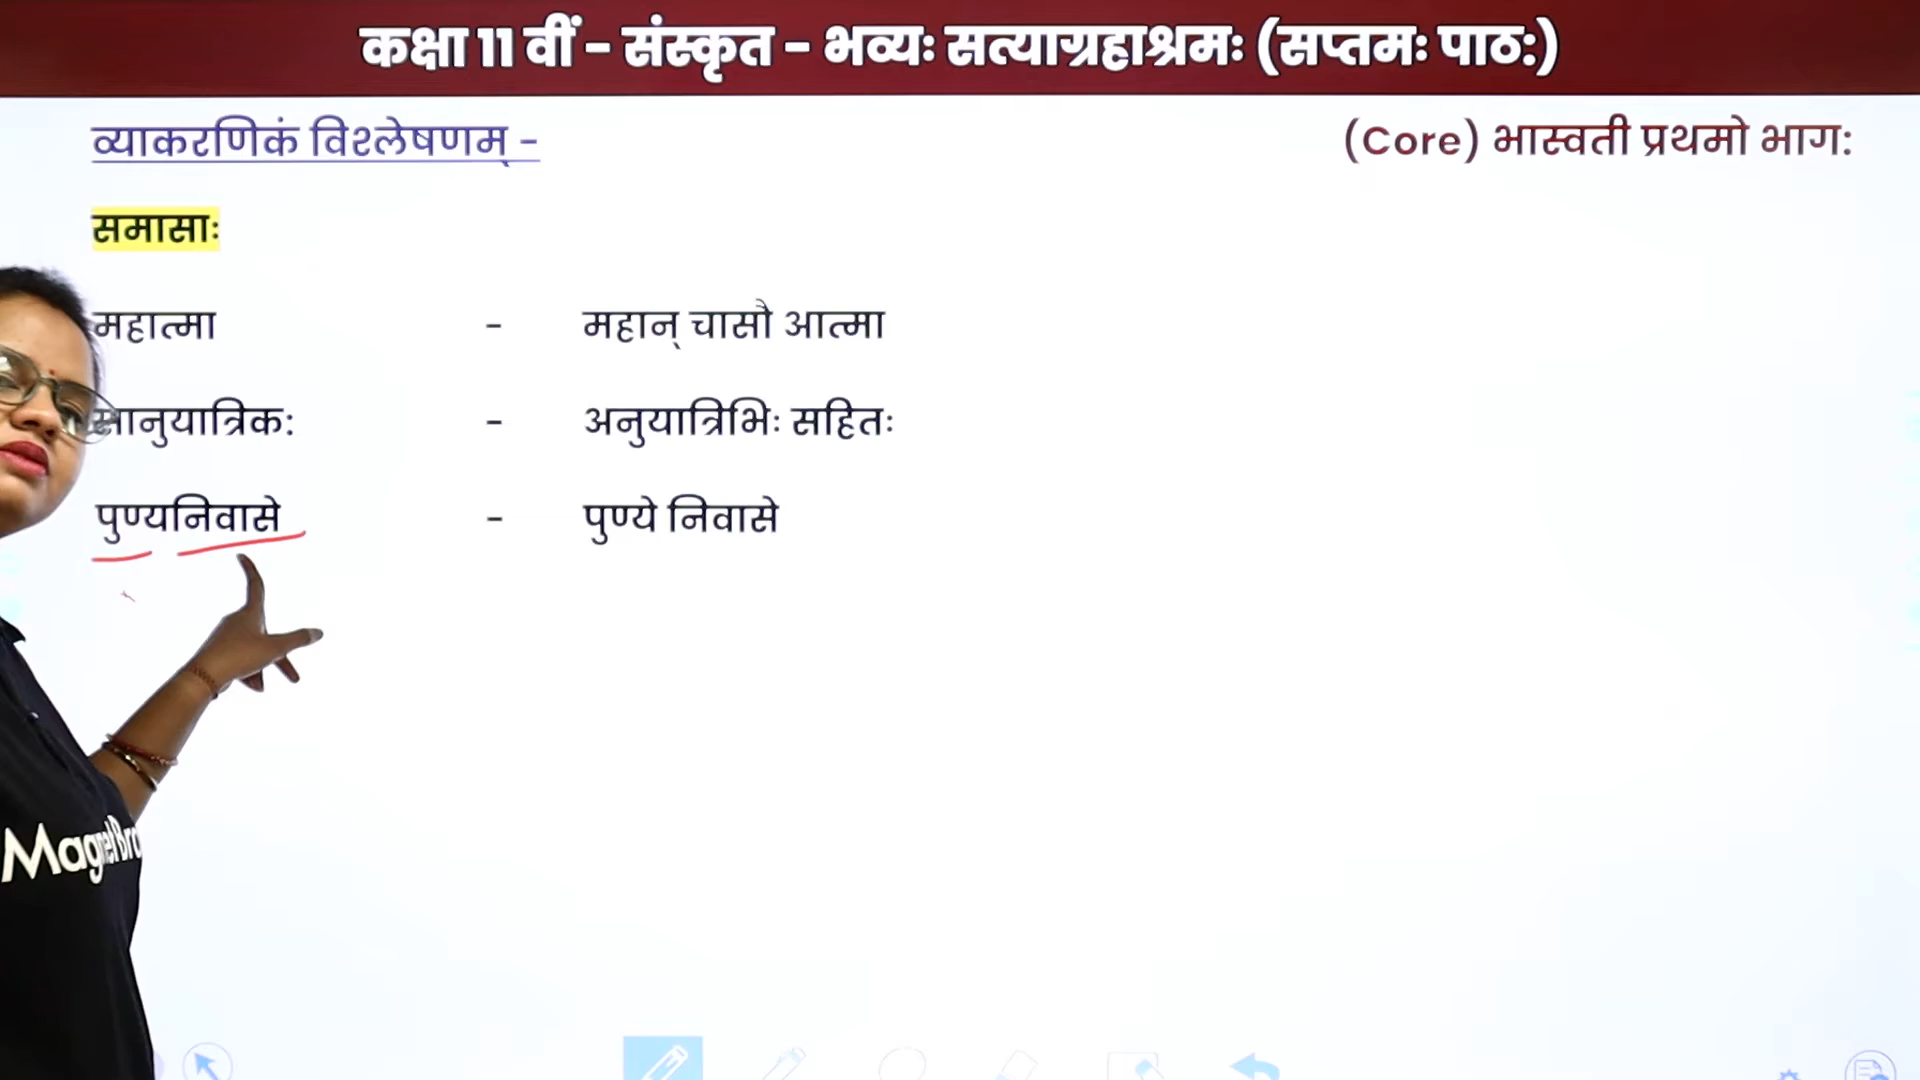 कक्षा 11 वीं - संस्कृत - भव्यः सत्याग्रहाश्रमः (सप्तमः पाठ:)
व्याकरणिकं विश्लेषणम् - (Core) भास्वती प्रथमो भाग:
समासाः
महात्मा - महान् चासौ आत्मा
सानुयात्रिक: - अनुयात्रिभिः सहितः
पुण्यनिवासे - पुण्ये निवासे